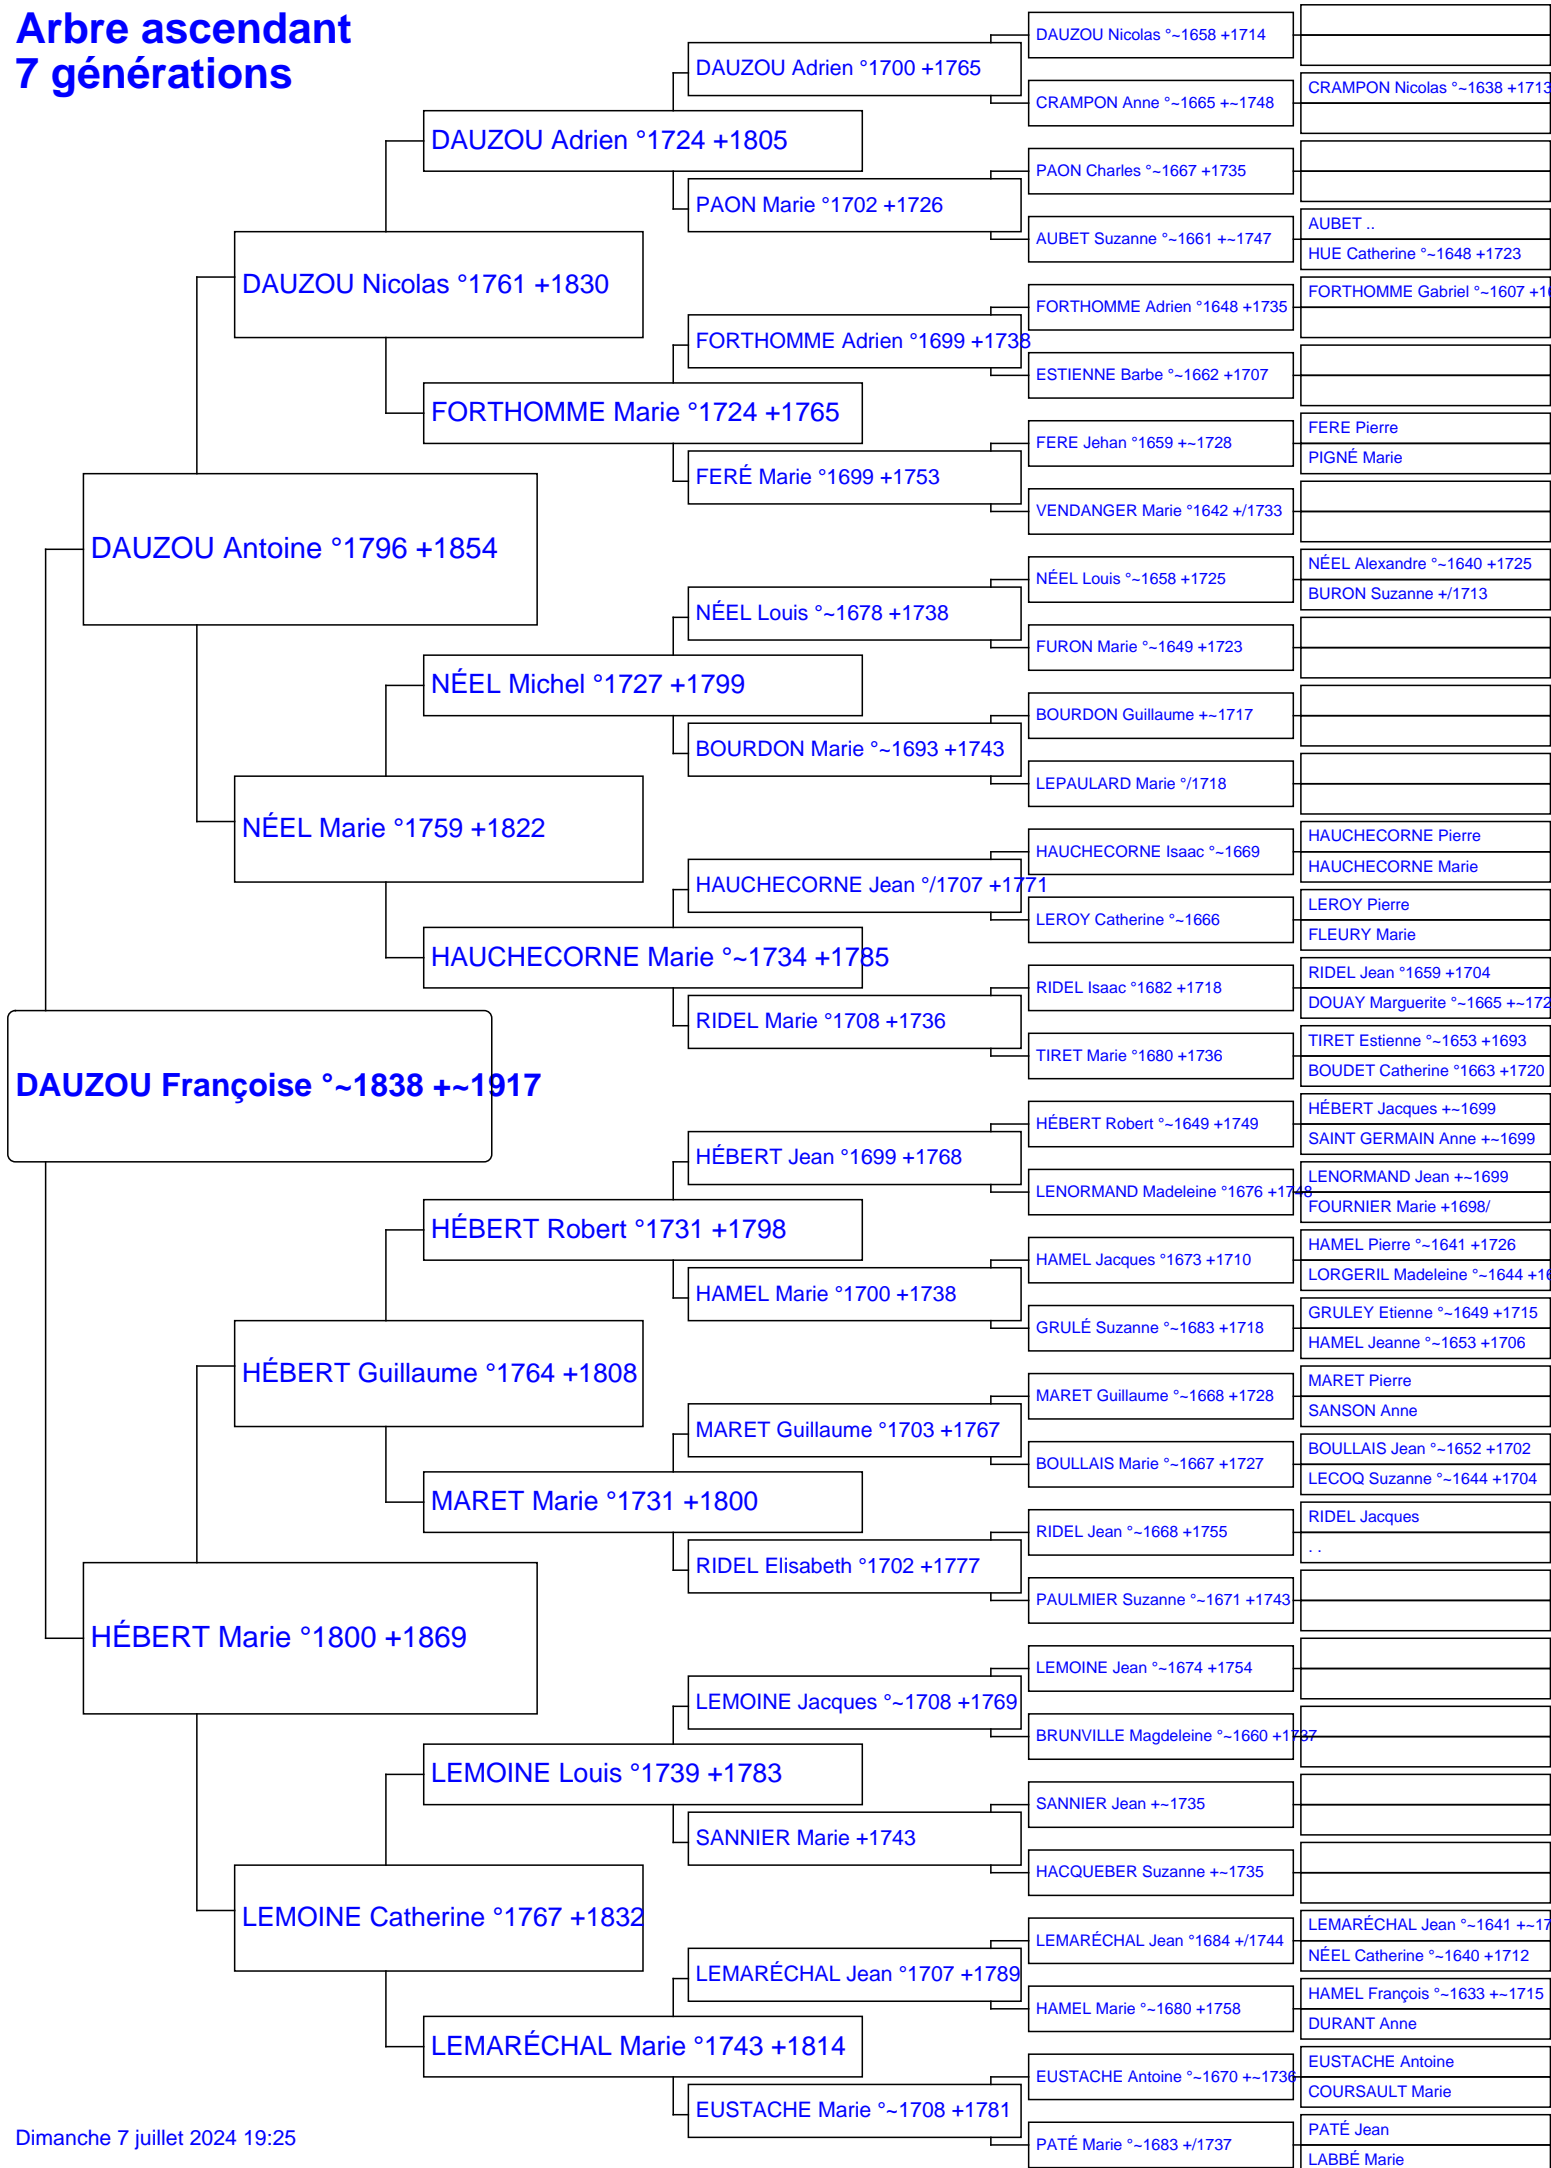 Arbre ascendant
7 générations
DAUZOU Françoise °~1838 +~1917
DAUZOU Antoine °1796 +1854
HÉBERT Marie °1800 +1869
DAUZOU Nicolas °1761 +1830
NÉEL Marie °1759 +1822
HÉBERT Guillaume °1764 +1808
LEMOINE Catherine °1767 +1832
DAUZOU Adrien °1724 +1805
FORTHOMME Marie °1724 +1765
NÉEL Michel °1727 +1799
HAUCHECORNE Marie °~1734 +1785
HÉBERT Robert °1731 +1798
MARET Marie °1731 +1800
LEMOINE Louis °1739 +1783
LEMARÉCHAL Marie °1743 +1814
DAUZOU Adrien °1700 +1765
PAON Marie °1702 +1726
FORTHOMME Adrien °1699 +1738
FERÉ Marie °1699 +1753
NÉEL Louis °~1678 +1738
BOURDON Marie °~1693 +1743
HAUCHECORNE Jean °/1707 +1771
RIDEL Marie °1708 +1736
HÉBERT Jean °1699 +1768
HAMEL Marie °1700 +1738
MARET Guillaume °1703 +1767
RIDEL Elisabeth °1702 +1777
LEMOINE Jacques °~1708 +1769
SANNIER Marie +1743
LEMARÉCHAL Jean °1707 +1789
EUSTACHE Marie °~1708 +1781
DAUZOU Nicolas °~1658 +1714
CRAMPON Anne °~1665 +~1748
PAON Charles °~1667 +1735
AUBET Suzanne °~1661 +~1747
FORTHOMME Adrien °1648 +1735
ESTIENNE Barbe °~1662 +1707
FERE Jehan °1659 +~1728
VENDANGER Marie °1642 +/1733
NÉEL Louis °~1658 +1725
FURON Marie °~1649 +1723
BOURDON Guillaume +~1717
LEPAULARD Marie °/1718
HAUCHECORNE Isaac °~1669
LEROY Catherine °~1666
RIDEL Isaac °1682 +1718
TIRET Marie °1680 +1736
HÉBERT Robert °~1649 +1749
LENORMAND Madeleine °1676 +1748
HAMEL Jacques °1673 +1710
GRULÉ Suzanne °~1683 +1718
MARET Guillaume °~1668 +1728
BOULLAIS Marie °~1667 +1727
RIDEL Jean °~1668 +1755
PAULMIER Suzanne °~1671 +1743
LEMOINE Jean °~1674 +1754
BRUNVILLE Magdeleine °~1660 +1737
SANNIER Jean +~1735
HACQUEBER Suzanne +~1735
LEMARÉCHAL Jean °1684 +/1744
HAMEL Marie °~1680 +1758
EUSTACHE Antoine °~1670 +~1736
PATÉ Marie °~1683 +/1737
CRAMPON Nicolas °~1638 +1713
AUBET ..
HUE Catherine °~1648 +1723
FORTHOMME Gabriel °~1607
FERE Pierre
PIGNÉ Marie
NÉEL Alexandre °~1640 +1725
BURON Suzanne +/1713
HAUCHECORNE Pierre
HAUCHECORNE Marie
LEROY Pierre
FLEURY Marie
RIDEL Jean °1659 +1704
DOUAY Marguerite °~1665
TIRET Estienne °~1653 +1693
BOUDET Catherine °1663 +1720
HÉBERT Jacques +~1699
SAINT GERMAIN Anne +~1699
LENORMAND Jean +~1699
FOURNIER Marie +1698/
HAMEL Pierre °~1641 +1726
LORGERIL Madeleine °~1644
GRULEY Etienne °~1649 +1715
HAMEL Jeanne °~1653 +1706
MARET Pierre
SANSON Anne
BOULLAIS Jean °~1652 +1702
LECOQ Suzanne °~1644 +1704
RIDEL Jacques
. .
LEMARÉCHAL Jean °~1641
NÉEL Catherine °~1640 +1712
HAMEL François °~1633 +~1715
DURANT Anne
EUSTACHE Antoine
COURSAULT Marie
PATÉ Jean
LABBÉ Marie
Dimanche 7 juillet 2024 19:25